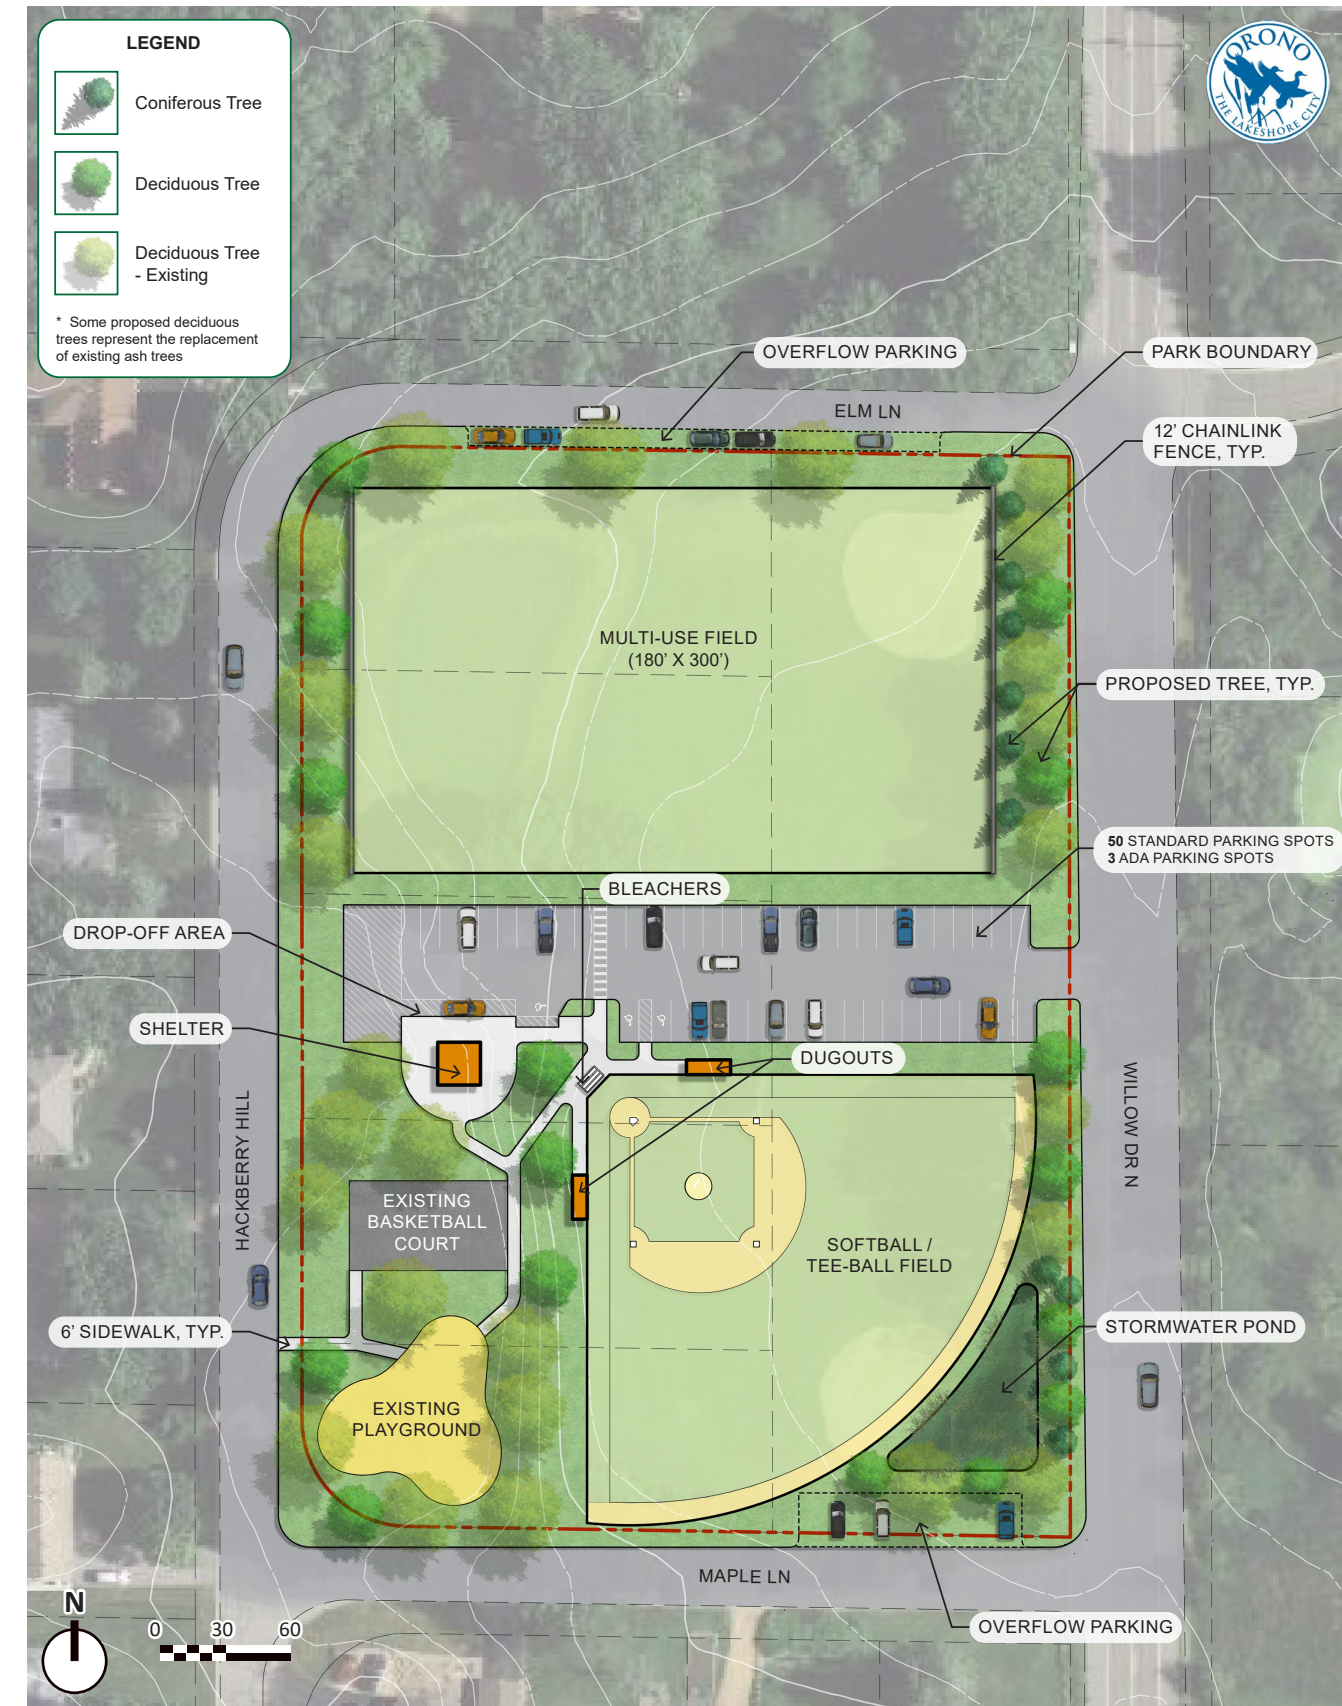 LEGEND
Coniferous Tree
Deciduous Tree
Deciduous Tree
- Existing
* Some proposed deciduous
trees represent the replacement
of existing ash trees
ORONO
THE LAKESHORE CITY
OVERFLOW PARKING
PARK BOUNDARY
ELM LN
12' CHAINLINK
FENCE, TYP.
MULTI-USE FIELD
(180' X 300')
PROPOSED TREE, TYP.
50 STANDARD PARKING SPOTS
3 ADA PARKING SPOTS
BLEACHERS
DROP-OFF AREA
SHELTER
DUGOUTS
HACKBERRY HILL
WILLOW DR N
EXISTING
BASKETBALL
COURT
SOFTBALL /
TEE-BALL FIELD
6' SIDEWALK, TYP.
STORMWATER POND
EXISTING
PLAYGROUND
MAPLE LN
OVERFLOW PARKING
N
0 30 60